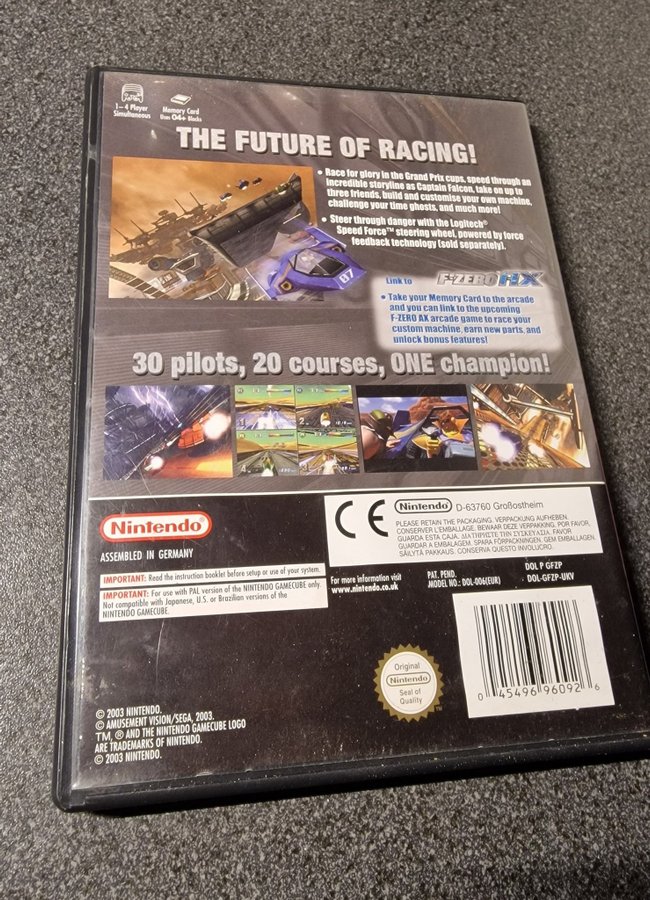 1–4 Player
Simultaneous
Memory Card
Uses 04+ Blocks
THE FUTURE OF RACING!
• Race for glory in the Grand Prix cups, speed through an
incredible storyline as Captain Falcon, take on up to
three friends, build and customise your own machine,
challenge your time ghosts, and much more!
• Steer through danger with the Logitech®
Speed Force™ steering wheel, powered by force
feedback technology (sold separately).
07
Link to F-ZERO AX
• Take your Memory Card to the arcade
and you can link to the upcoming
F-ZERO AX arcade game to race your
custom machine, earn new parts, and
unlock bonus features!
30 pilots, 20 courses, ONE champion!
1 2
4
Nintendo
ASSEMBLED IN GERMANY
IMPORTANT: Read the instruction booklet before setup or use of your system.
IMPORTANT: For use with PAL version of the NINTENDO GAMECUBE only.
Not compatible with Japanese, U.S. or Brazilian versions of the
NINTENDO GAMECUBE.
CE
Nintendo D-63760 Großostheim
PLEASE RETAIN THE PACKAGING. VERPACKUNG AUFHEBEN.
CONSERVER L'EMBALLAGE. BEWAAR DEZE VERPAKKING. POR FAVOR,
GUARDA ESTA CAJA. ΔΙΑΤΗΡΗΣΤΕ ΤΗΝ ΣΥΣΚΕΥΑΣΙΑ. FAVOR
GUARDAR A EMBALAGEM. SPARA FÖRPACKNINGEN. GEM EMBALLAGEN.
SÄILYTÄ PAKKAUS. CONSERVA QUESTO INVOLUCRO.
For more information visit:
www.nintendo.co.uk
PAT. PEND.
MODEL NO.: DOL-006(EUR)
DOL P GFZP
DOL-GFZP-UKV
Original
Nintendo
Seal of
Quality
0 45496 96092 6
© 2003 NINTENDO.
© AMUSEMENT VISION/SEGA, 2003.
TM, ® AND THE NINTENDO GAMECUBE LOGO
ARE TRADEMARKS OF NINTENDO.
© 2003 NINTENDO.